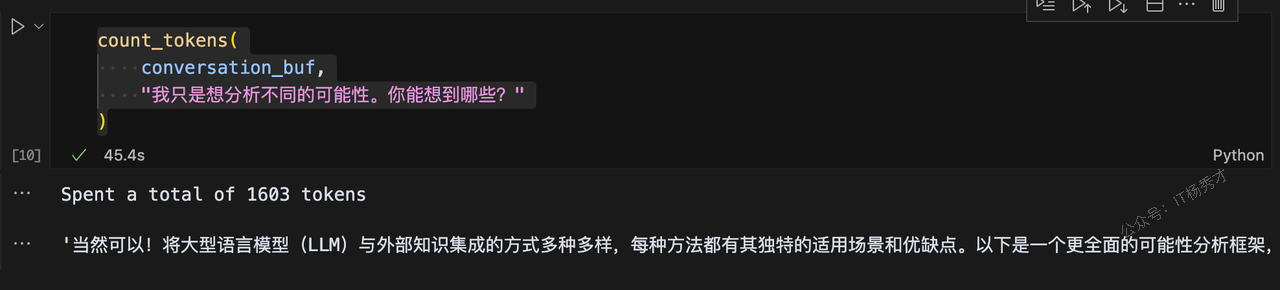 count_tokens(
conversation_buf,
"我只是想分析不同的可能性。你能想到哪些？"
)
[10] 45.4s Python
Spent a total of 1603 tokens
'当然可以！将大型语言模型（LLM）与外部知识集成的方式多种多样，每种方法都有其独特的适用场景和优缺点。以下是一个更全面的可能性分析框架，
公众号：IT杨秀才